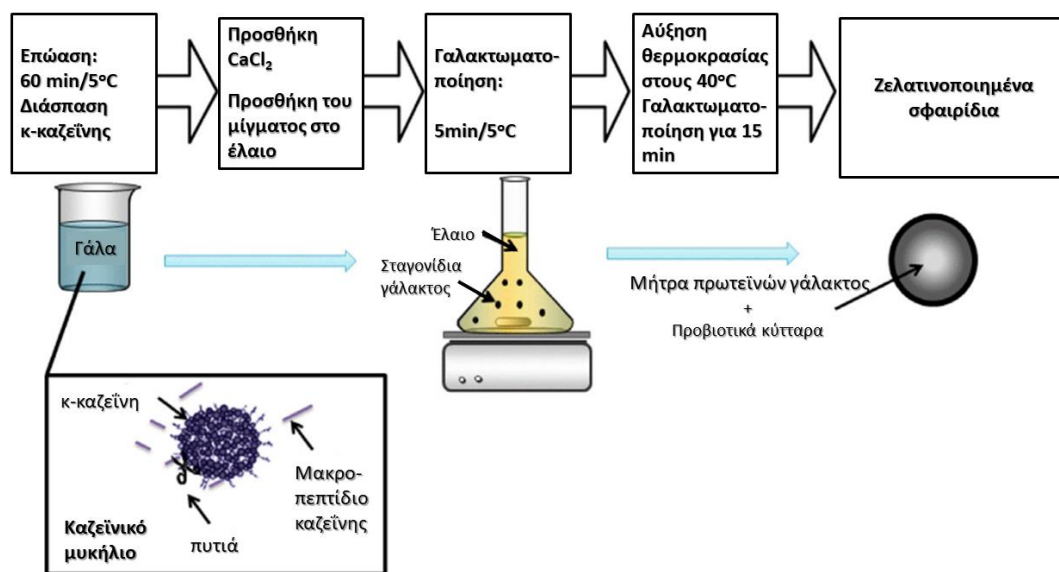 Επώαση:
60 min/5°C
Διάσπαση
κ-καζεΐνης
Προσθήκη
CaCl₂
Προσθήκη του
μίγματος στο
έλαιο
Γαλακτωματο-
ποίηση:
5min/5°C
Αύξηση
θερμοκρασίας
στους 40°C
Γαλακτωματο-
ποίηση για 15
min
Ζελατινοποιημένα
σφαιρίδια
Γάλα
Έλαιο
Σταγονίδια
γάλακτος
Μήτρα πρωτεϊνών γάλακτος
+
Προβιοτικά κύτταρα
κ-καζεΐνη
Μακρο-
πεπτίδιο
καζεΐνης
πυτιά
Καζεϊνικό
μυκήλιο